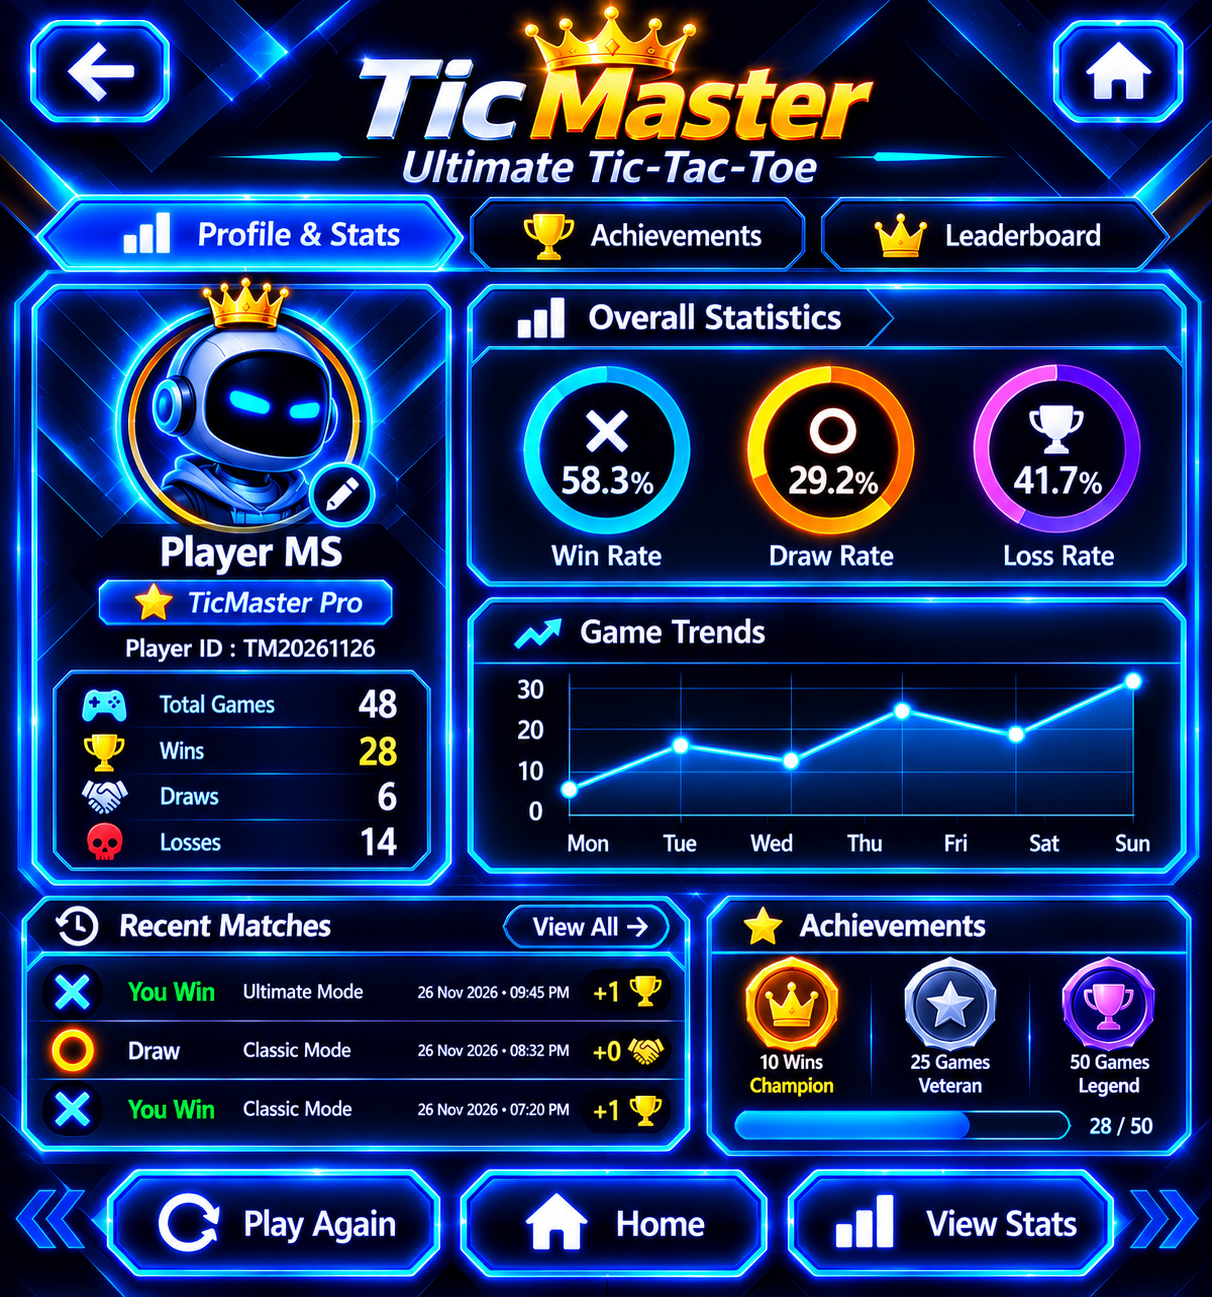 TicMaster
Ultimate Tic-Tac-Toe
Profile & Stats
Achievements
Leaderboard
Player MS
TicMaster Pro
Player ID : TM20261126
Total Games 48
Wins 28
Draws 6
Losses 14
Overall Statistics
58.3% 29.2% 41.7%
Win Rate Draw Rate Loss Rate
Game Trends
30
20
10
0
Mon Tue Wed Thu Fri Sat Sun
Recent Matches
View All →
You Win Ultimate Mode 26 Nov 2026 • 09:45 PM +1
Draw Classic Mode 26 Nov 2026 • 08:32 PM +0
You Win Classic Mode 26 Nov 2026 • 07:20 PM +1
Achievements
10 Wins
Champion
25 Games
Veteran
50 Games
Legend
28 / 50
Play Again
Home
View Stats